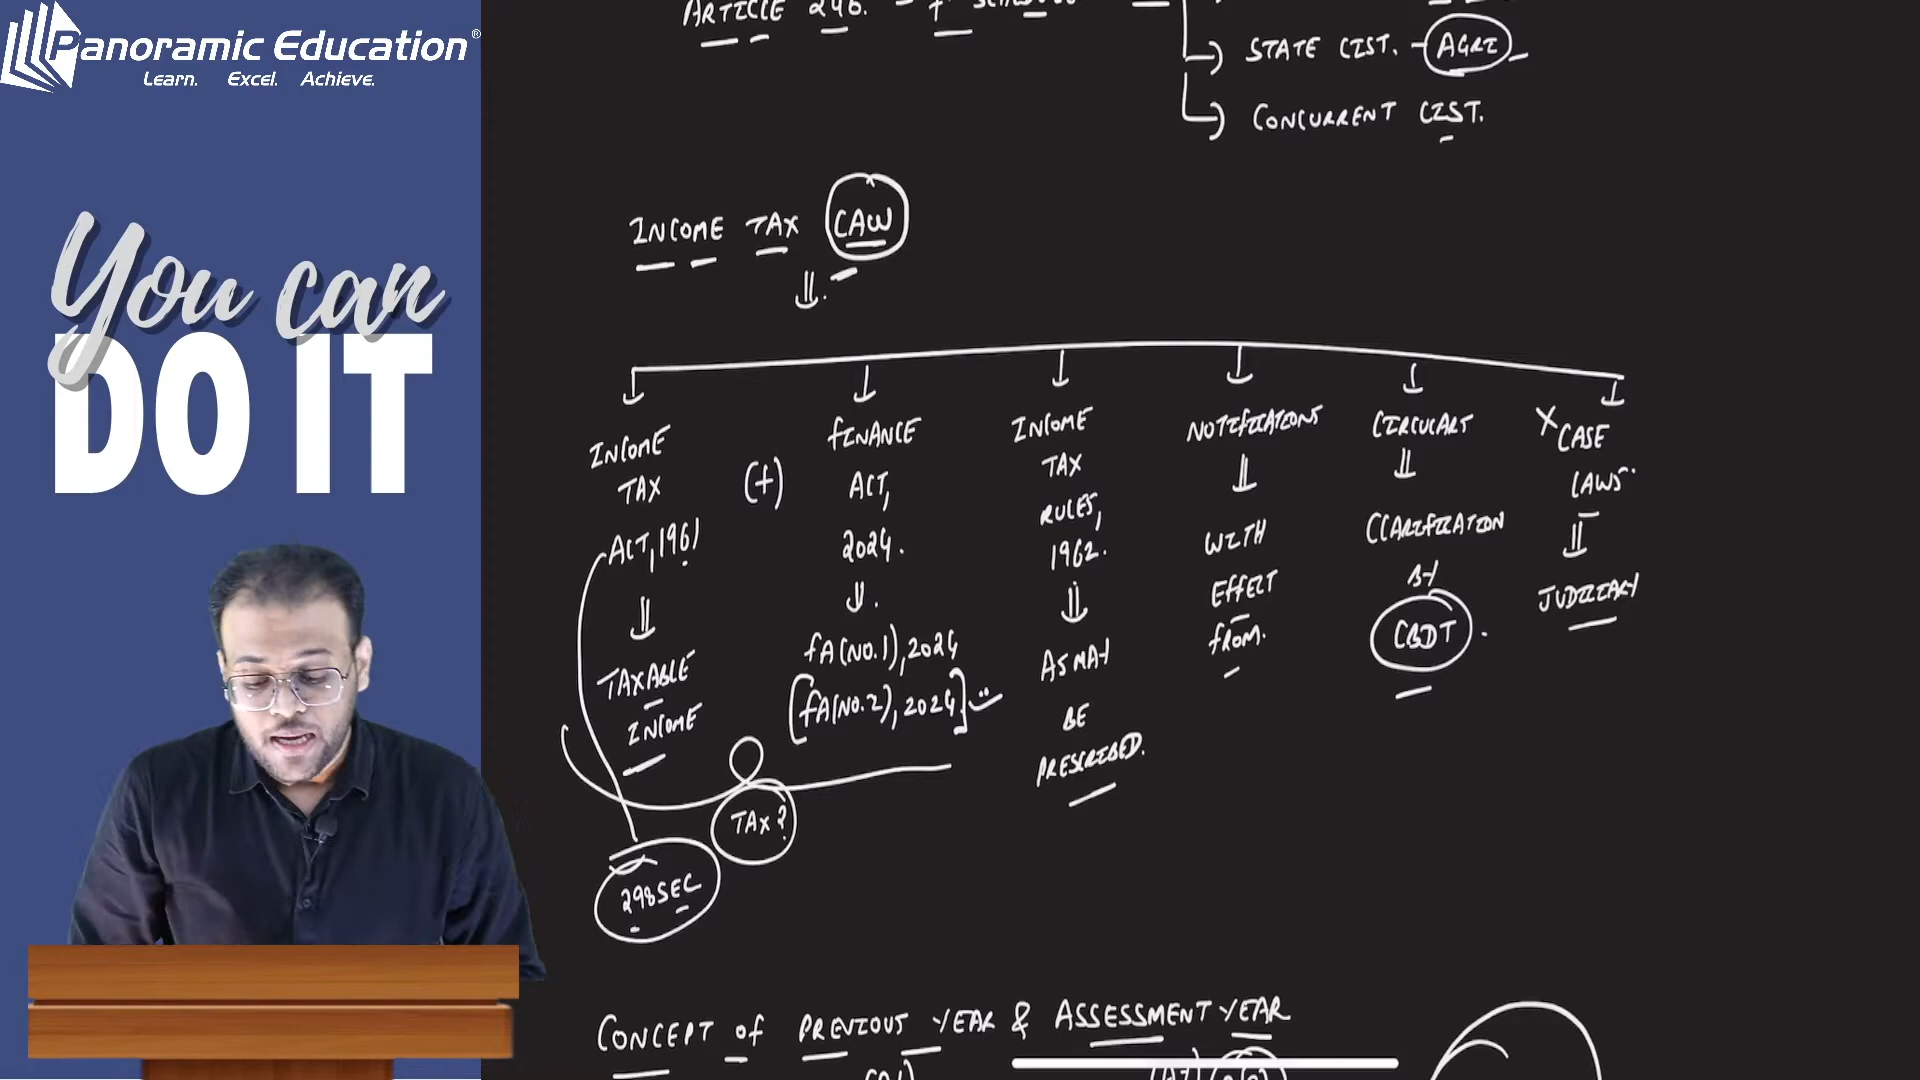 Panoramic Education®
Learn. Excel. Achieve.
You can
DO IT
ARTICLE 246. -
STATE LIST. - AGRI
CONCURRENT LIST.
INCOME TAX LAW
INCOME TAX ACT, 1961
TAXABLE INCOME
298 SEC
(+)
TAX?
FINANCE ACT, 2024.
FA(NO.1), 2024
[FA(NO.2), 2024]
INCOME TAX RULES, 1962.
AS MAY BE PRESCRIBED.
NOTIFICATIONS
WITH EFFECT FROM.
CIRCULARS
CLARIFICATION BY CBDT.
X CASE LAWS
JUDICIARY
CONCEPT OF PREVIOUS YEAR & ASSESSMENT YEAR